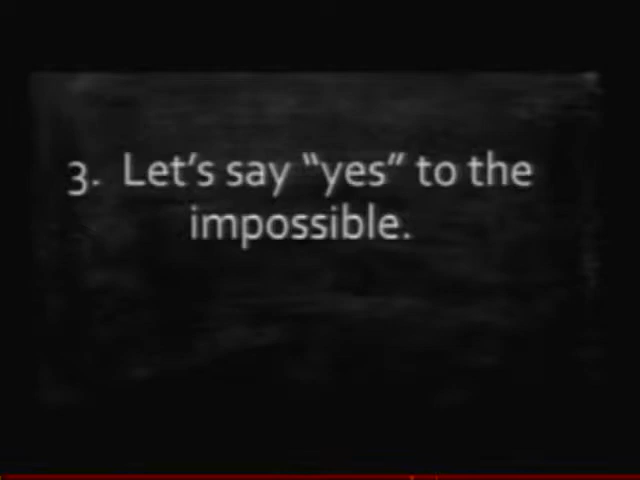 3. Let's say “yes” to the
impossible.